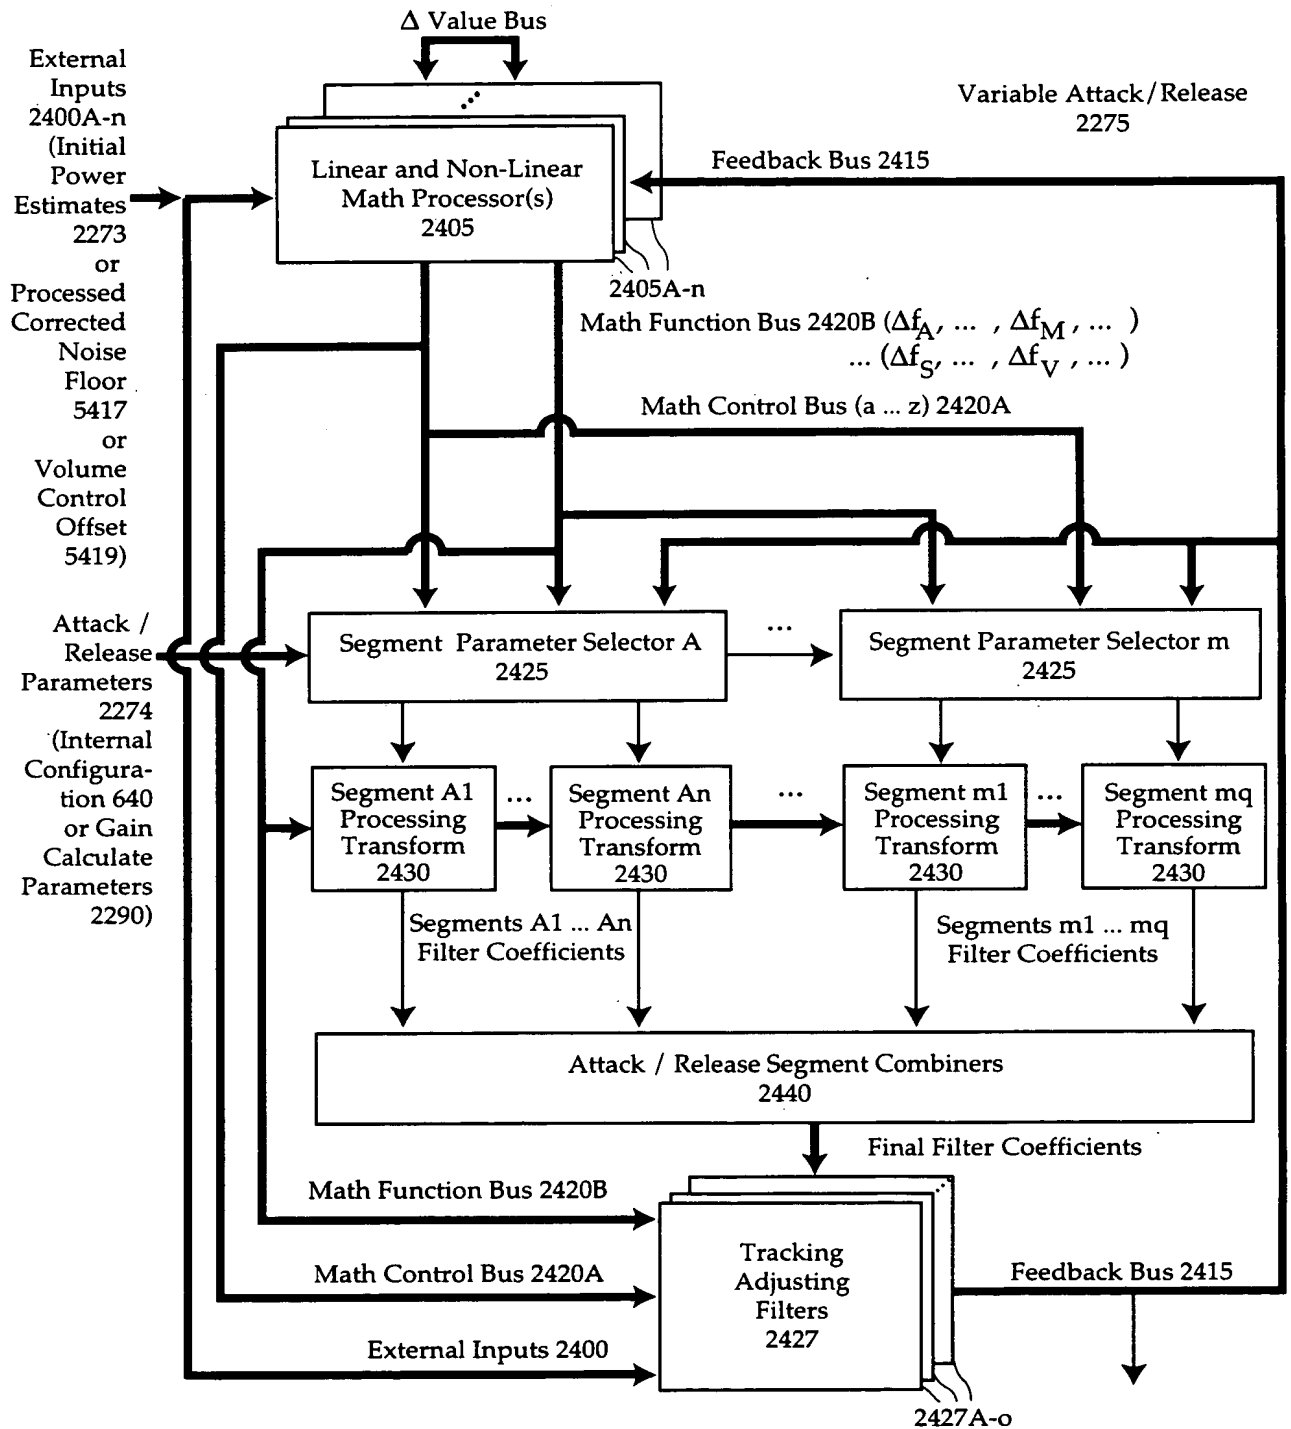 Δ Value Bus
External
Inputs
2400A-n
(Initial
Power
Estimates
2273
or
Processed
Corrected
Noise
Floor
5417
or
Volume
Control
Offset
5419)
Variable Attack/Release
2275
Linear and Non-Linear
Math Processor(s)
2405
Feedback Bus 2415
2405A-n
Math Function Bus 2420B (ΔfA, ... , ΔfM , ... )
... (ΔfS, ... , ΔfV , ... )
Math Control Bus (a ... z) 2420A
Attack /
Release
Parameters
2274
(Internal
Configura-
tion 640
or Gain
Calculate
Parameters
2290)
Segment Parameter Selector A
2425
...
Segment Parameter Selector m
2425
Segment A1
Processing
Transform
2430
...
Segment An
Processing
Transform
2430
...
Segment m1
Processing
Transform
2430
...
Segment mq
Processing
Transform
2430
Segments A1 ... An
Filter Coefficients
Segments m1 ... mq
Filter Coefficients
Attack / Release Segment Combiners
2440
Final Filter Coefficients
Math Function Bus 2420B
Math Control Bus 2420A
External Inputs 2400
Tracking
Adjusting
Filters
2427
Feedback Bus 2415
2427A-o